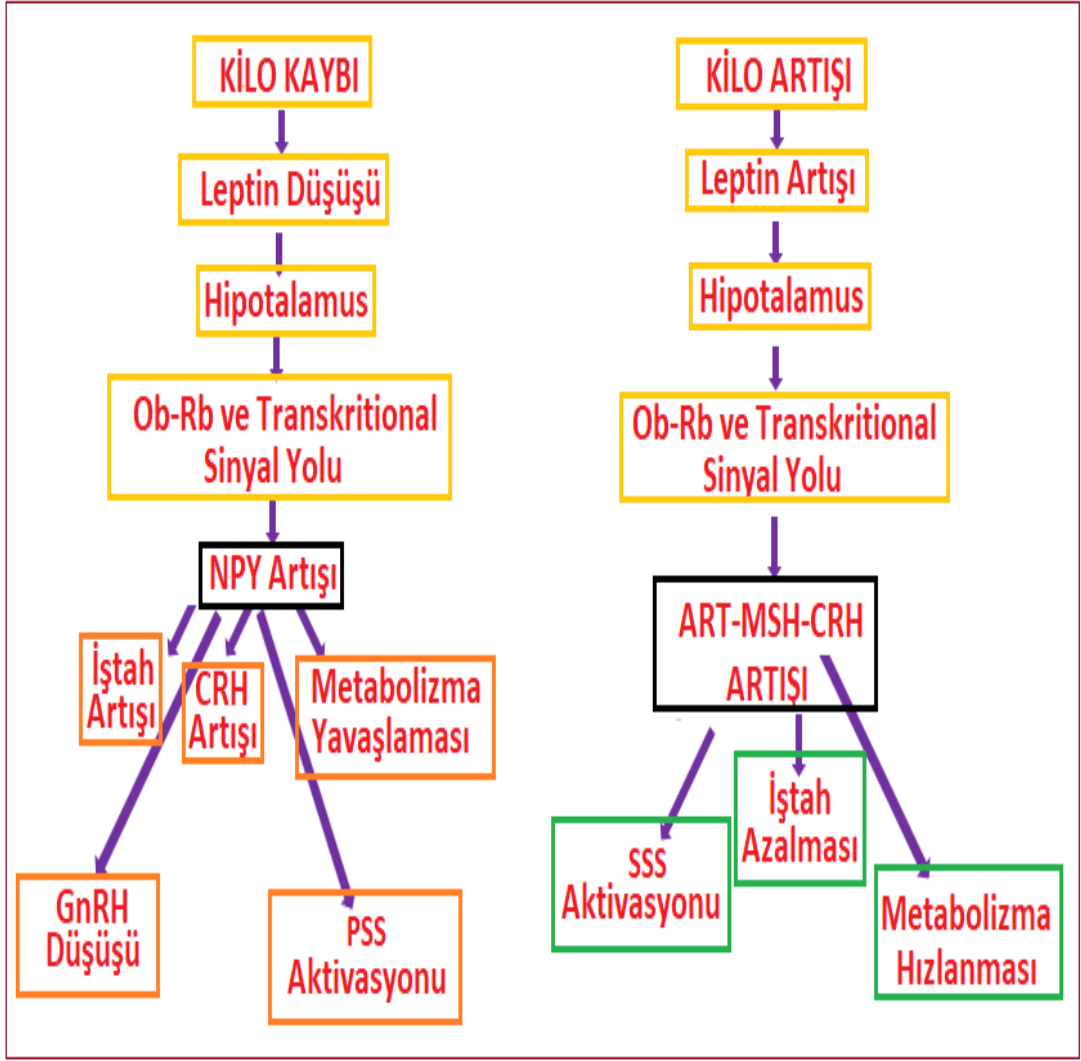 KİLO KAYBI
Leptin Düşüşü
Hipotalamus
Ob-Rb ve Transkritional
Sinyal Yolu
NPY Artışı
İştah
Artışı
CRH
Artışı
Metabolizma
Yavaşlaması
GnRH
Düşüşü
PSS
Aktivasyonu
KİLO ARTIŞI
Leptin Artışı
Hipotalamus
Ob-Rb ve Transkritional
Sinyal Yolu
ART-MSH-CRH
ARTIŞI
SSS
Aktivasyonu
İştah
Azalması
Metabolizma
Hızlanması